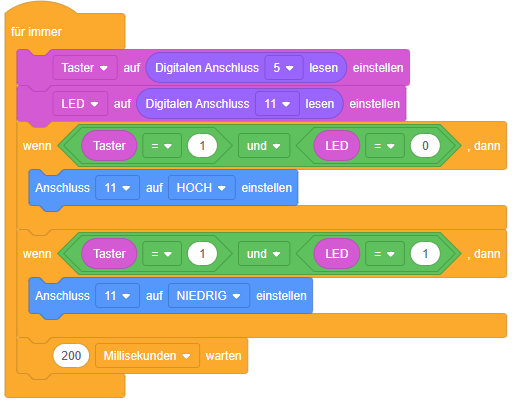 für immer
Taster auf Digitalen Anschluss 5 lesen einstellen
LED auf Digitalen Anschluss 11 lesen einstellen
wenn Taster = 1 und LED = 0 , dann
Anschluss 11 auf HOCH einstellen
wenn Taster = 1 und LED = 1 , dann
Anschluss 11 auf NIEDRIG einstellen
200 Millisekunden warten